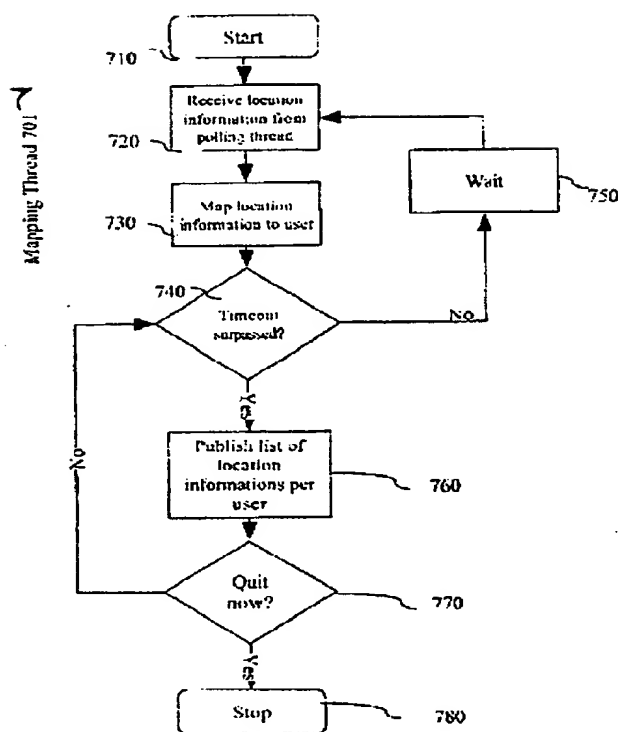 Start
710
Mapping Thread 701
Receive location
information from
polling thread
720
Wait
750
Map location
information to user
730
740
Timeout
surpassed?
No
Yes
Publish list of
location
informations per
user
760
No
Quit
now?
770
Yes
Stop
780